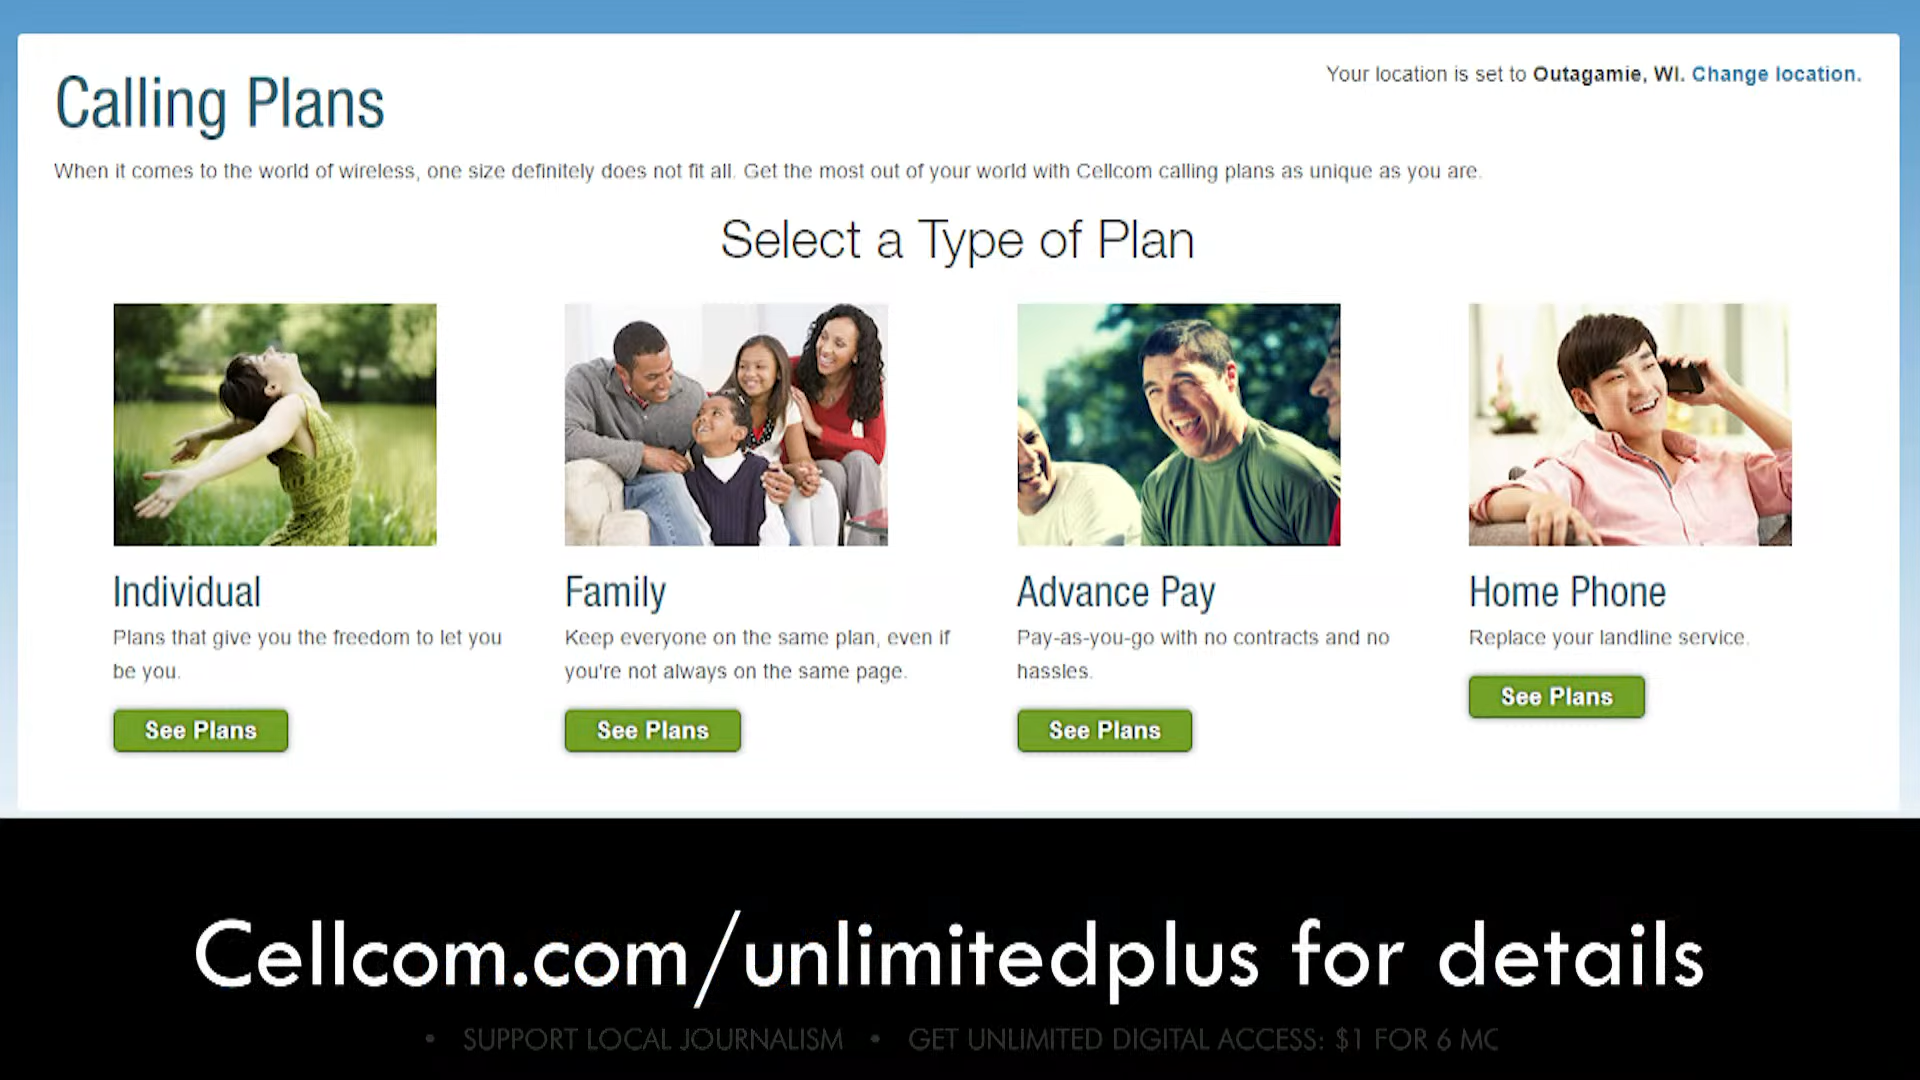 Your location is set to Outagamie, WI. Change location.
Calling Plans
When it comes to the world of wireless, one size definitely does not fit all. Get the most out of your world with Cellcom calling plans as unique as you are.
Select a Type of Plan
Individual
Plans that give you the freedom to let you
be you.
See Plans
Family
Keep everyone on the same plan, even if
you're not always on the same page.
See Plans
Advance Pay
Pay-as-you-go with no contracts and no
hassles.
See Plans
Home Phone
Replace your landline service.
See Plans
Cellcom.com/unlimitedplus for details
• SUPPORT LOCAL JOURNALISM • GET UNLIMITED DIGITAL ACCESS: $1 FOR 6